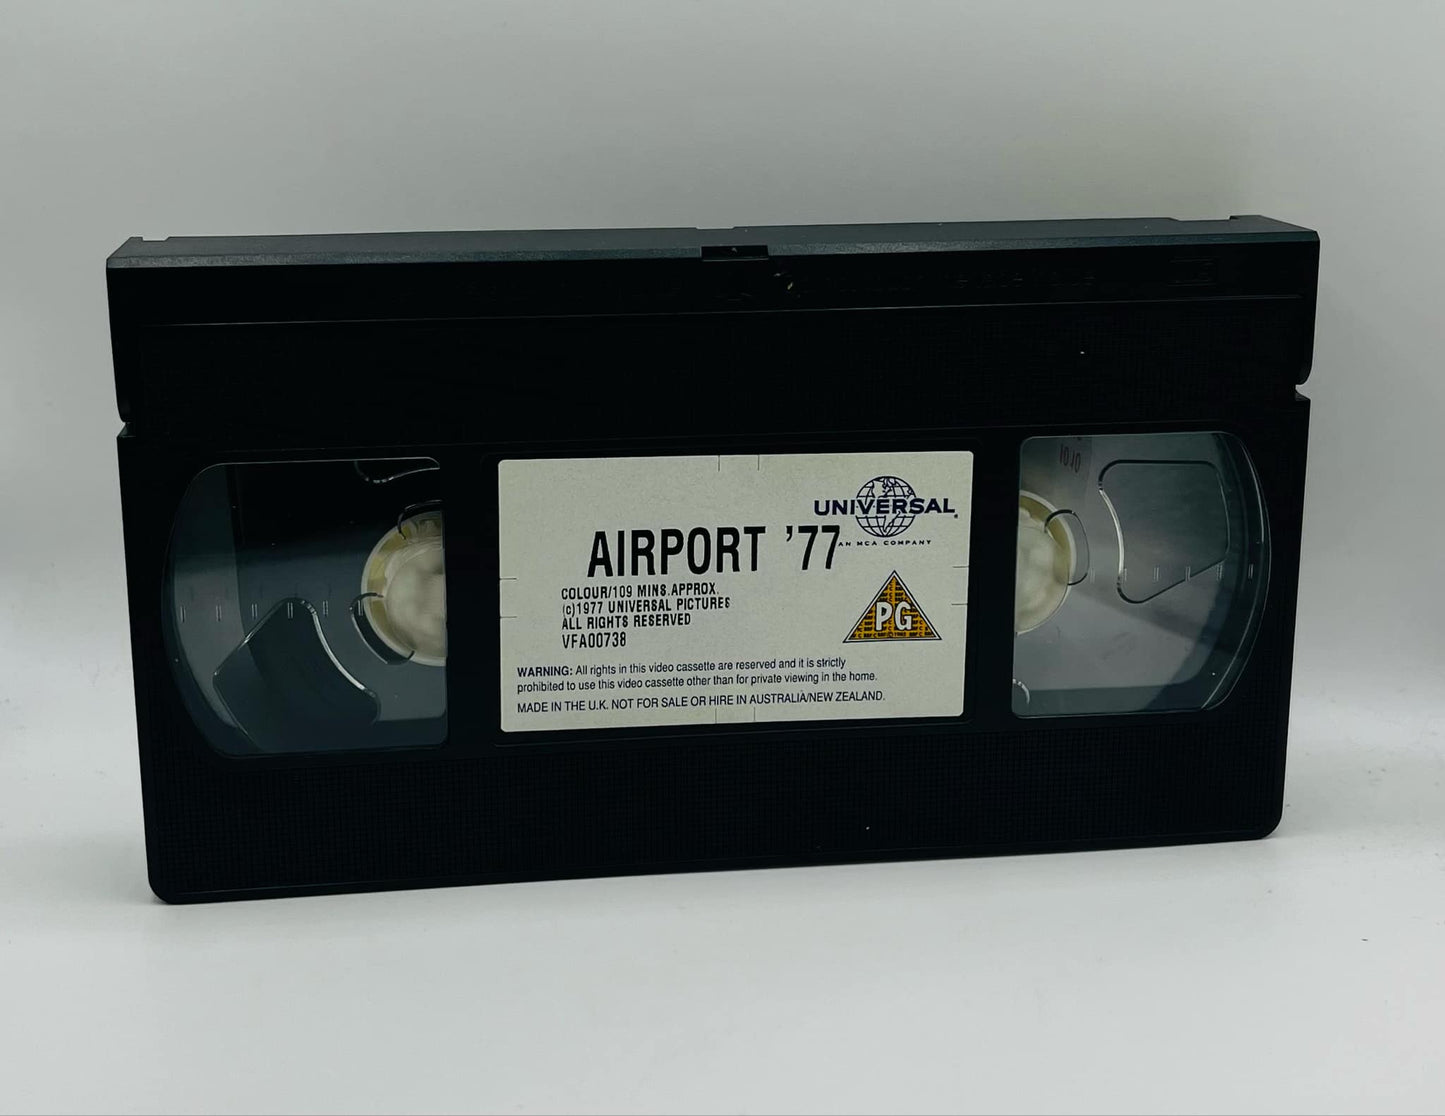 UNIVERSAL
AN MCA COMPANY
AIRPORT '77
COLOUR/109 MINS.APPROX.
(c)1977 UNIVERSAL PICTURES
ALL RIGHTS RESERVED
VFA00738
PG
WARNING: All rights in this video cassette are reserved and it is strictly
prohibited to use this video cassette other than for private viewing in the home.
MADE IN THE U.K. NOT FOR SALE OR HIRE IN AUSTRALIA/NEW ZEALAND.